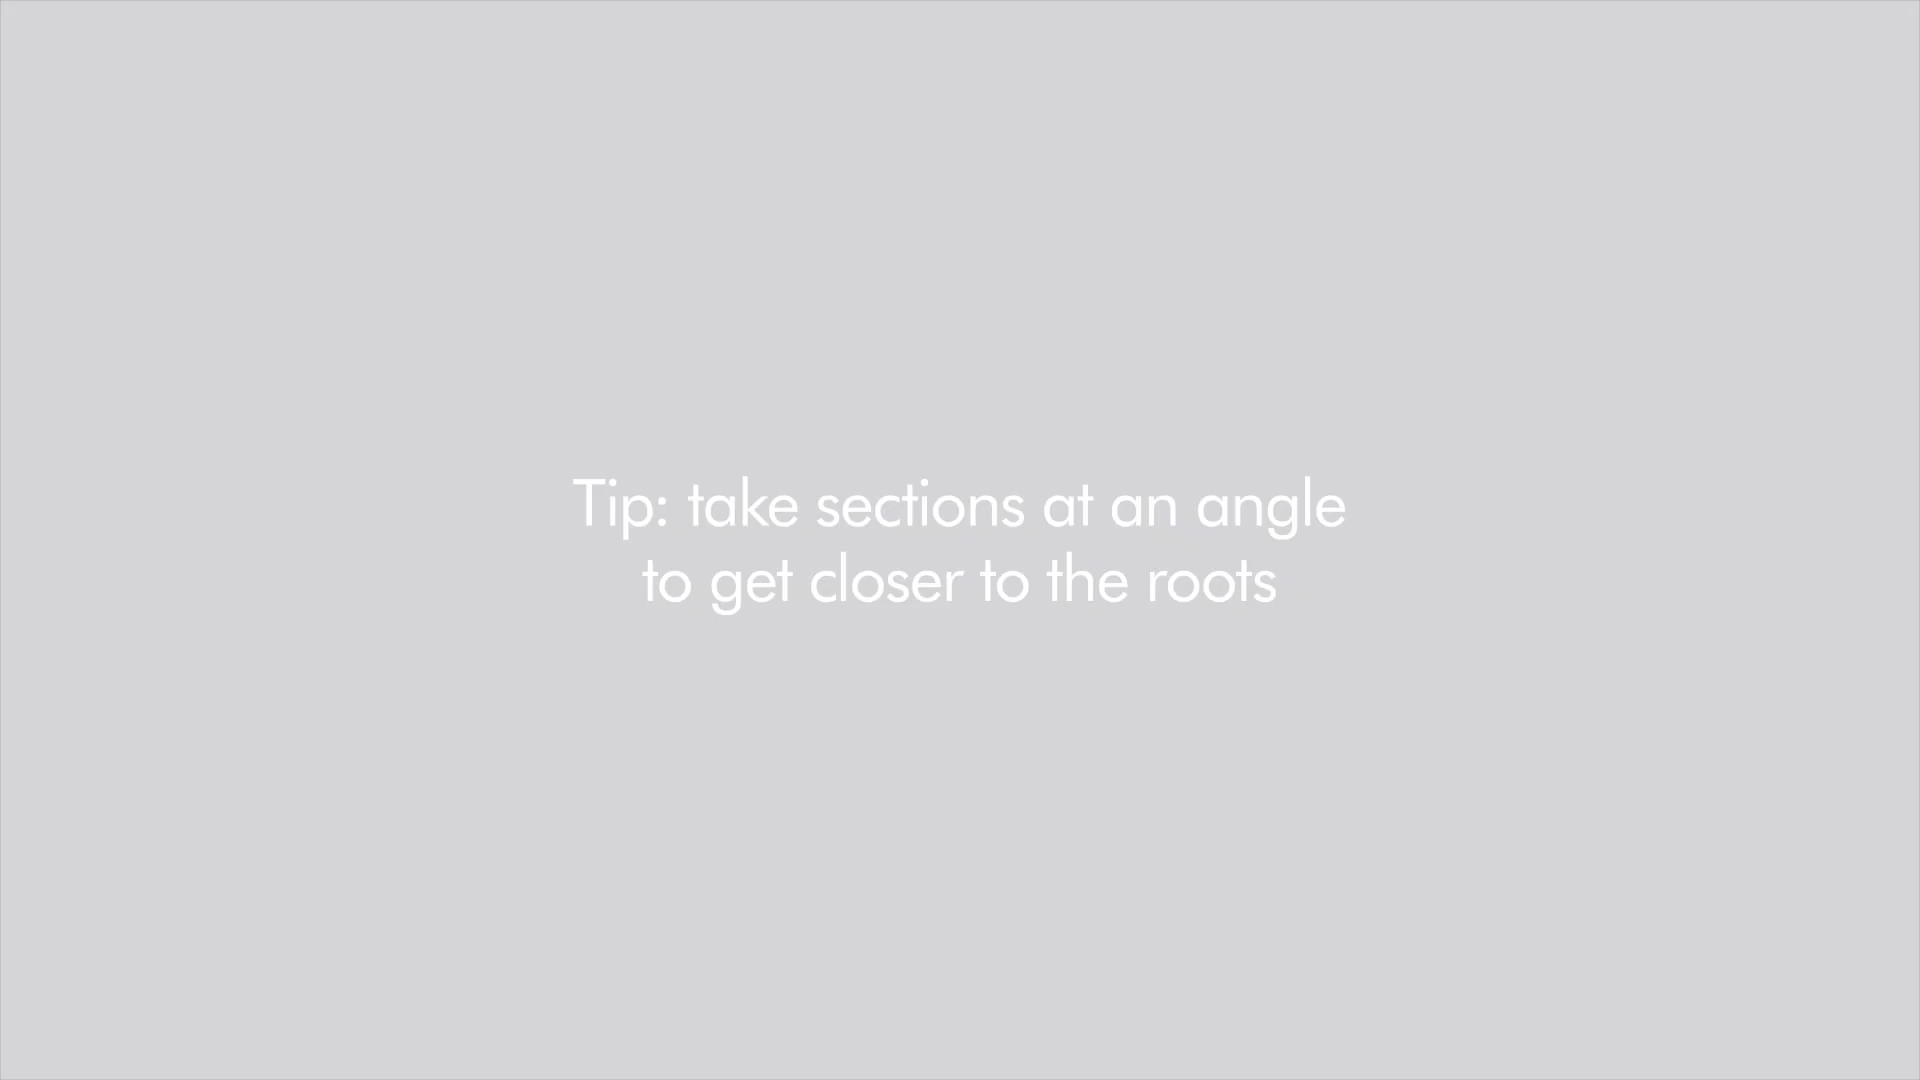 Tip: take sections at an angle
to get closer to the roots